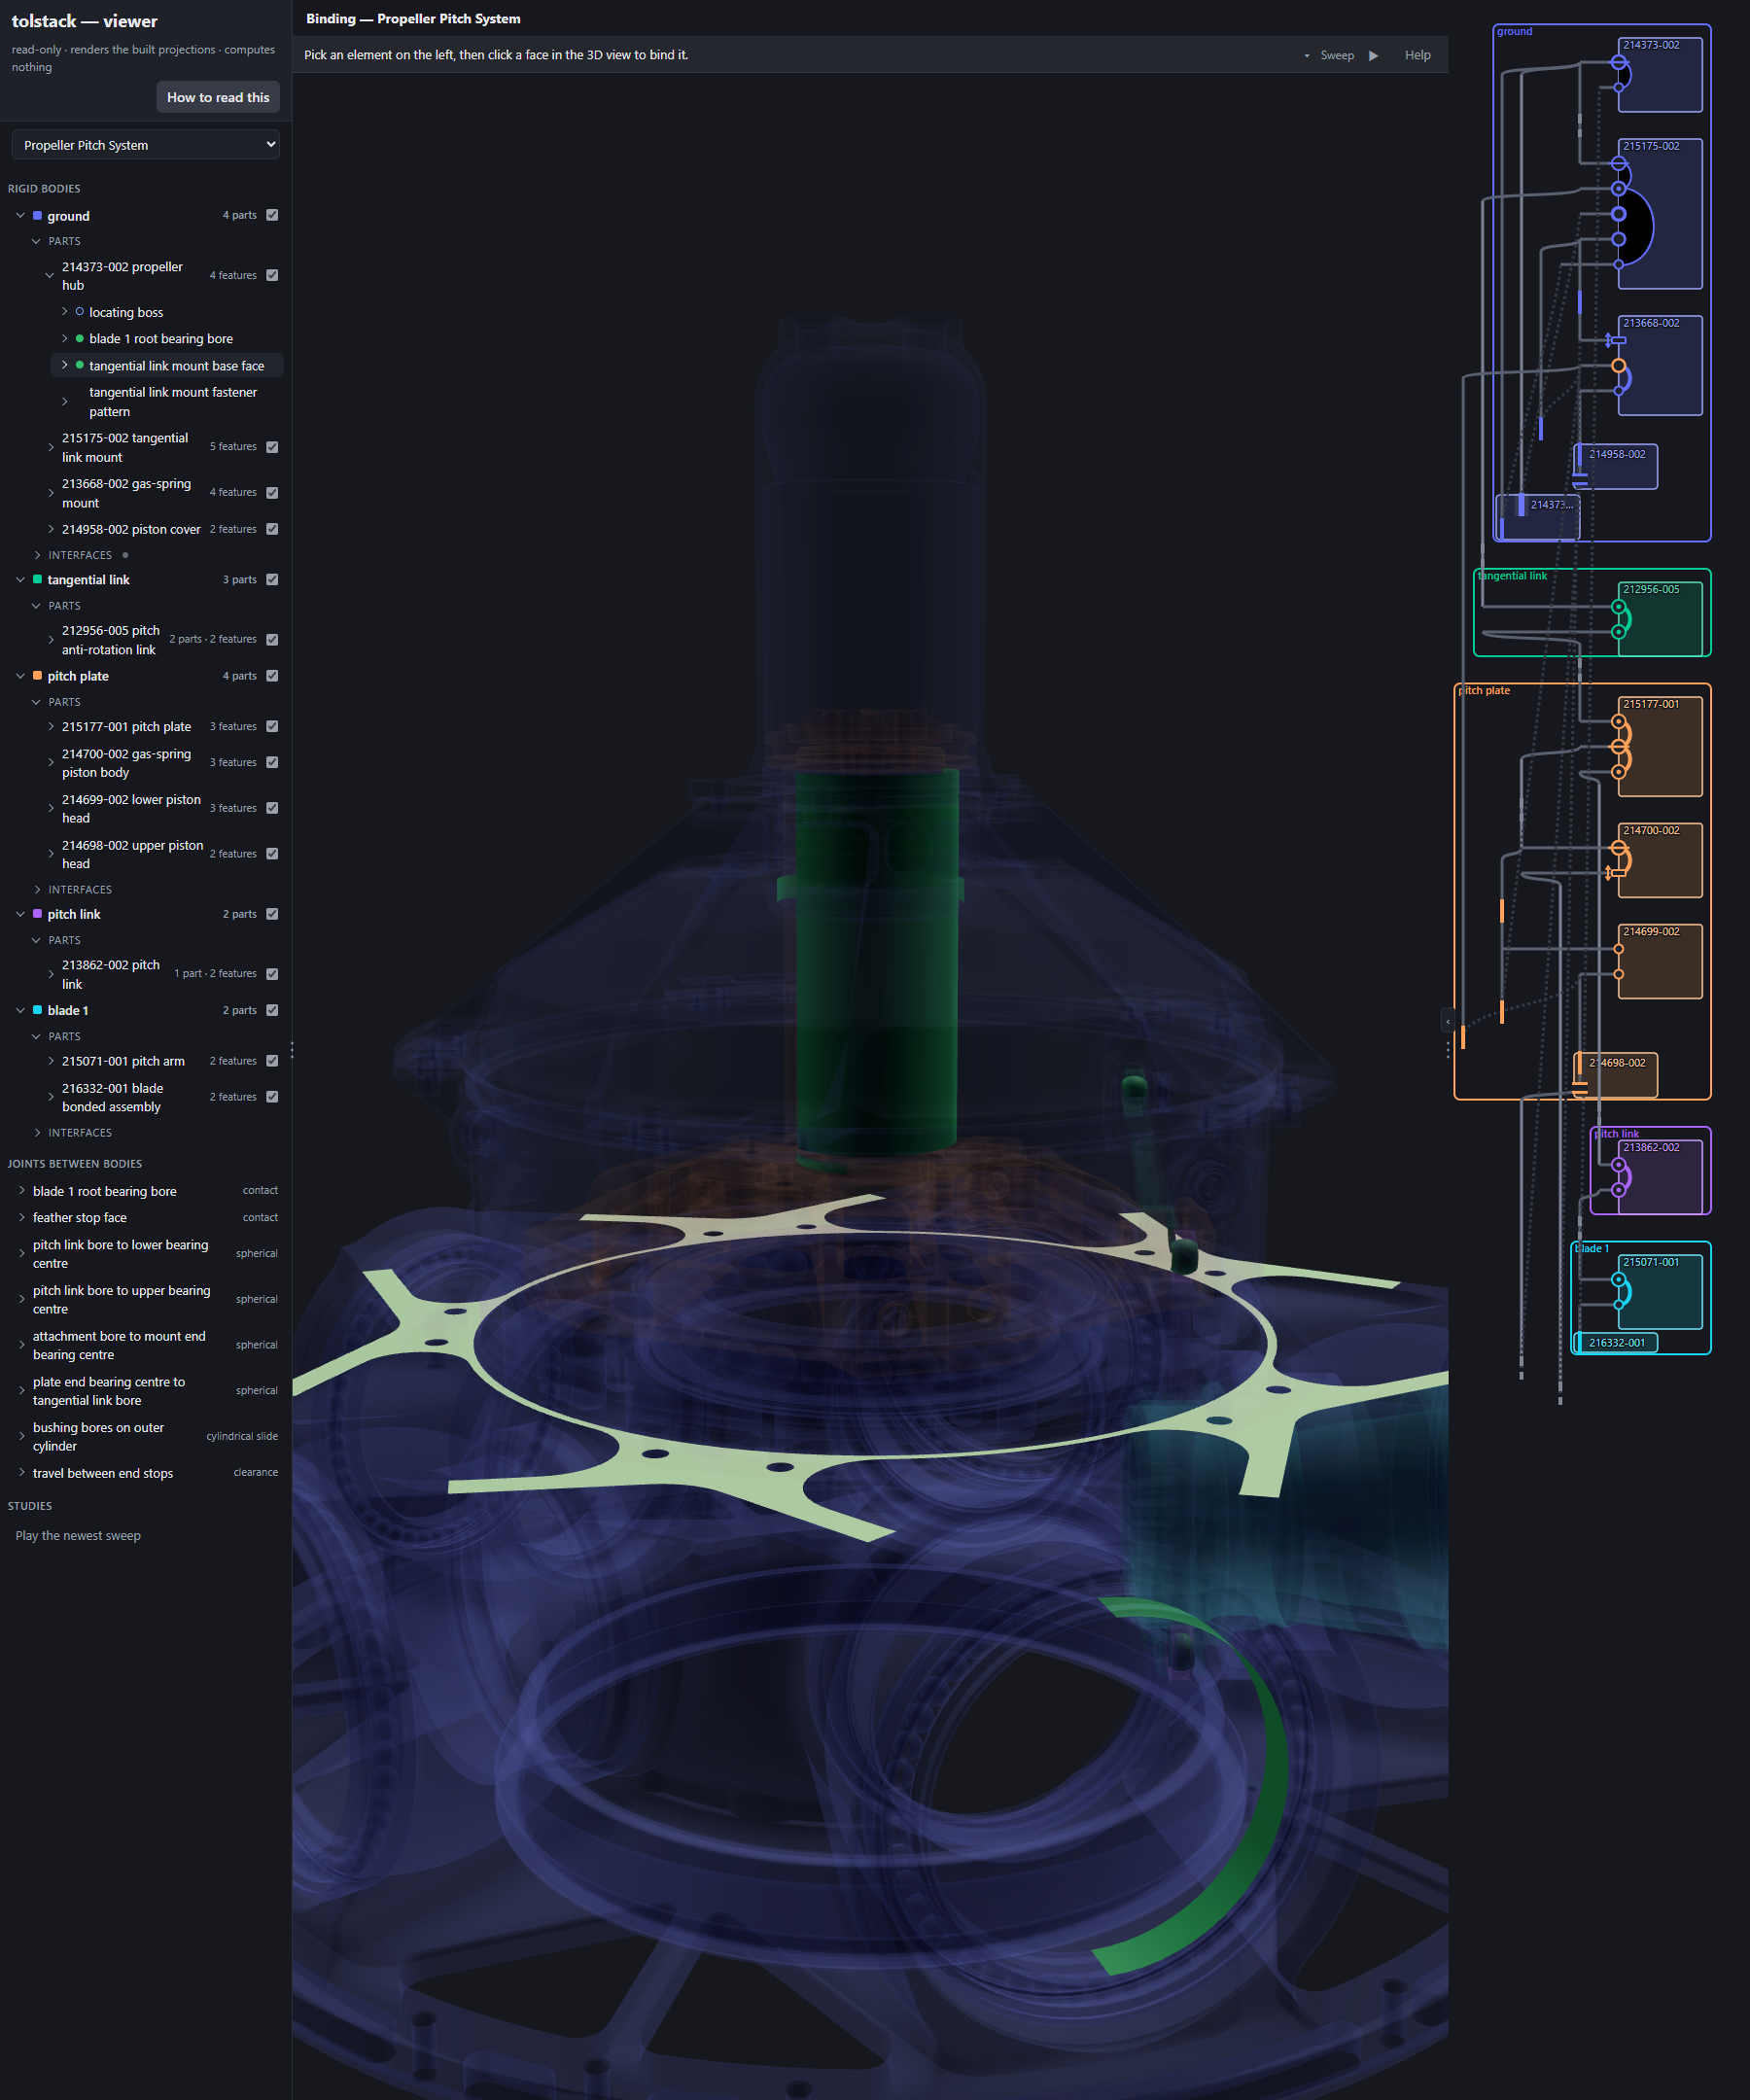 tolstack — viewer
read-only · renders the built projections · computes
nothing
How to read this
Propeller Pitch System
RIGID BODIES
ground 4 parts
PARTS
214373-002 propeller
hub
4 features
locating boss
blade 1 root bearing bore
tangential link mount base face
tangential link mount fastener
pattern
215175-002 tangential
link mount
5 features
213668-002 gas-spring
mount
4 features
214958-002 piston cover 2 features
INTERFACES
tangential link 3 parts
PARTS
212956-005 pitch
anti-rotation link
2 parts · 2 features
pitch plate 4 parts
PARTS
215177-001 pitch plate 3 features
214700-002 gas-spring
piston body
3 features
214699-002 lower piston
head
3 features
214698-002 upper piston
head
2 features
INTERFACES
pitch link 2 parts
PARTS
213862-002 pitch
link
1 part · 2 features
blade 1 2 parts
PARTS
215071-001 pitch arm 2 features
216332-001 blade
bonded assembly
2 features
INTERFACES
JOINTS BETWEEN BODIES
blade 1 root bearing bore contact
feather stop face contact
pitch link bore to lower bearing
centre
spherical
pitch link bore to upper bearing
centre
spherical
attachment bore to mount end
bearing centre
spherical
plate end bearing centre to
tangential link bore
spherical
bushing bores on outer
cylinder
cylindrical slide
travel between end stops clearance
STUDIES
Play the newest sweep
Binding — Propeller Pitch System
Pick an element on the left, then click a face in the 3D view to bind it.
Sweep
Help
ground
214373-002
215175-002
213668-002
214958-002
214373...
tangential link
212956-005
pitch plate
215177-001
214700-002
214699-002
214698-002
pitch link
213862-002
blade 1
215071-001
216332-001